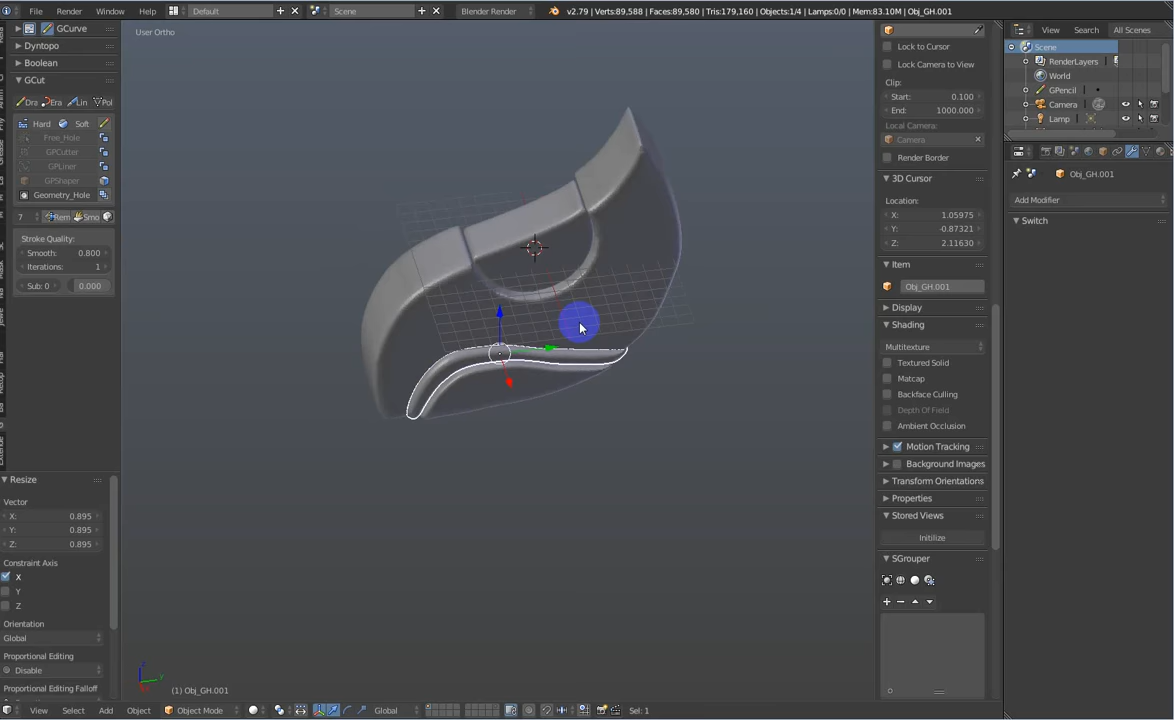 File Render Window Help Default Scene Blender Render v2.79 | Verts:89,588 | Faces:89,580 | Tris:179,160 | Objects:1/4 | Lamps:0/0 | Mem:83.10M | Obj_GH.001
GCurve
Dyntopo
Boolean
GCut
Dra Era Lin Pol
Hard Soft
Free_Hole
GPCutter
GPLiner
GPShaper
Geometry_Hole
7 Rem Smo
Stroke Quality:
Smooth: 0.800
Iterations: 1
Sub: 0 0.000
Resize
Vector
X: 0.895
Y: 0.895
Z: 0.895
Constraint Axis
X
Y
Z
Orientation
Global
Proportional Editing
Disable
Proportional Editing Falloff
User Ortho
(1) Obj_GH.001
View Select Add Object Object Mode Global Sel: 1
Lock to Cursor
Lock Camera to View
Clip:
Start: 0.100
End: 1000.000
Local Camera:
Camera
Render Border
3D Cursor
Location:
X: 1.05975
Y: -0.87321
Z: 2.11630
Item
Obj_GH.001
Display
Shading
Multitexture
Textured Solid
Matcap
Backface Culling
Depth Of Field
Ambient Occlusion
Motion Tracking
Background Images
Transform Orientations
Properties
Stored Views
Initilize
SGrouper
View Search All Scenes
Scene
RenderLayers
World
GPencil
Camera
Lamp
Obj_GH.001
Add Modifier
Switch